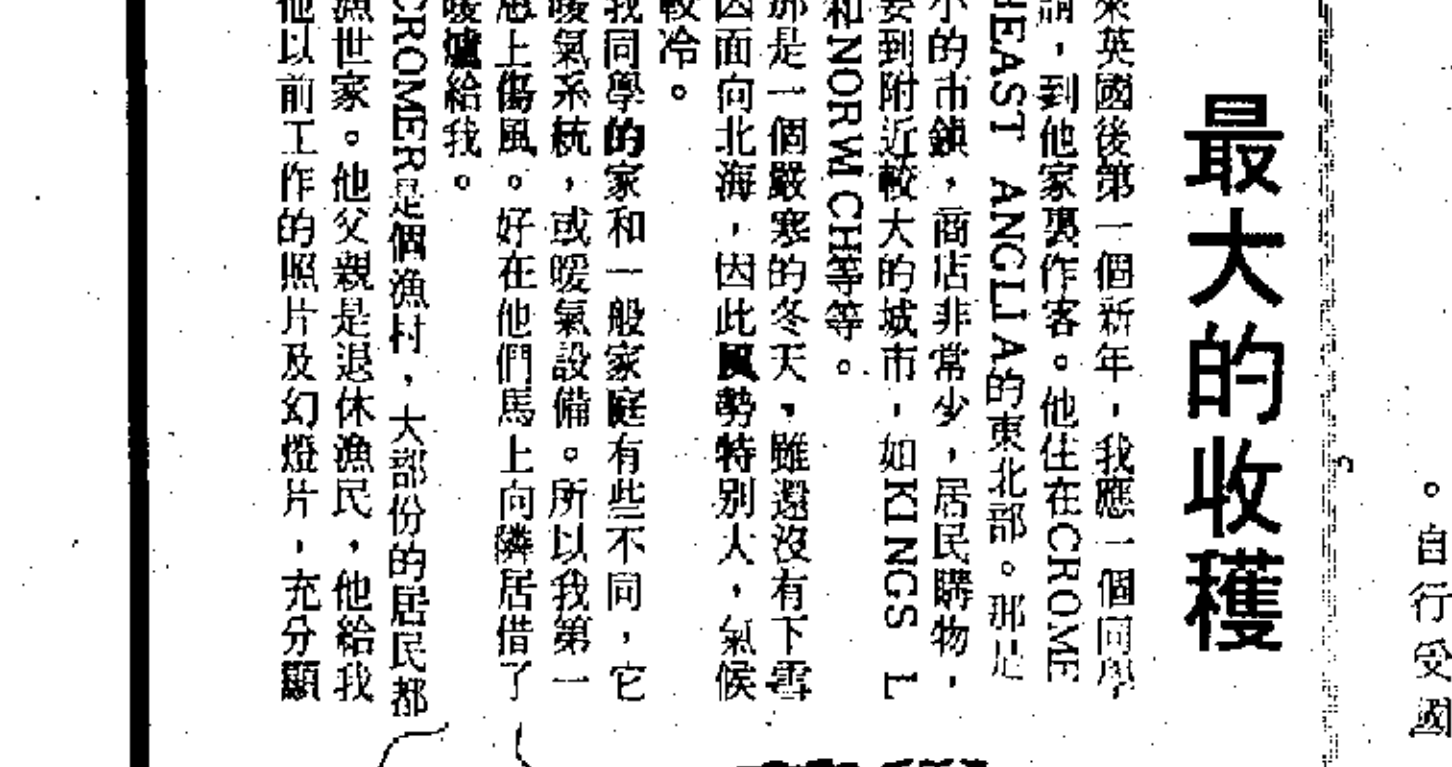 。自行受國
最大的收穫
來英國後第一個新年，我應一個同學
，到他家裏作客。他住在CROME
HEAST ANGLIA的東北部。那是
小的市鎮，商店非常少，居民購物，
要到附近較大的城市，如KINGS L
和NORWICH等等。
那是一個嚴寒的冬天，雖還沒有下雪
因面向北海，因此風勢特別大，氣候
較冷。
我同學的家和一般家庭有些不同，它
暖氣系統，或暖氣設備。所以我第一
上傷風。好在他們馬上向隣居借了
暖爐給我。
CROMER是個漁村，大部份的居民都
漁世家。他父親是退休漁民，他給我
他以前工作的照片及幻燈片，充分顯